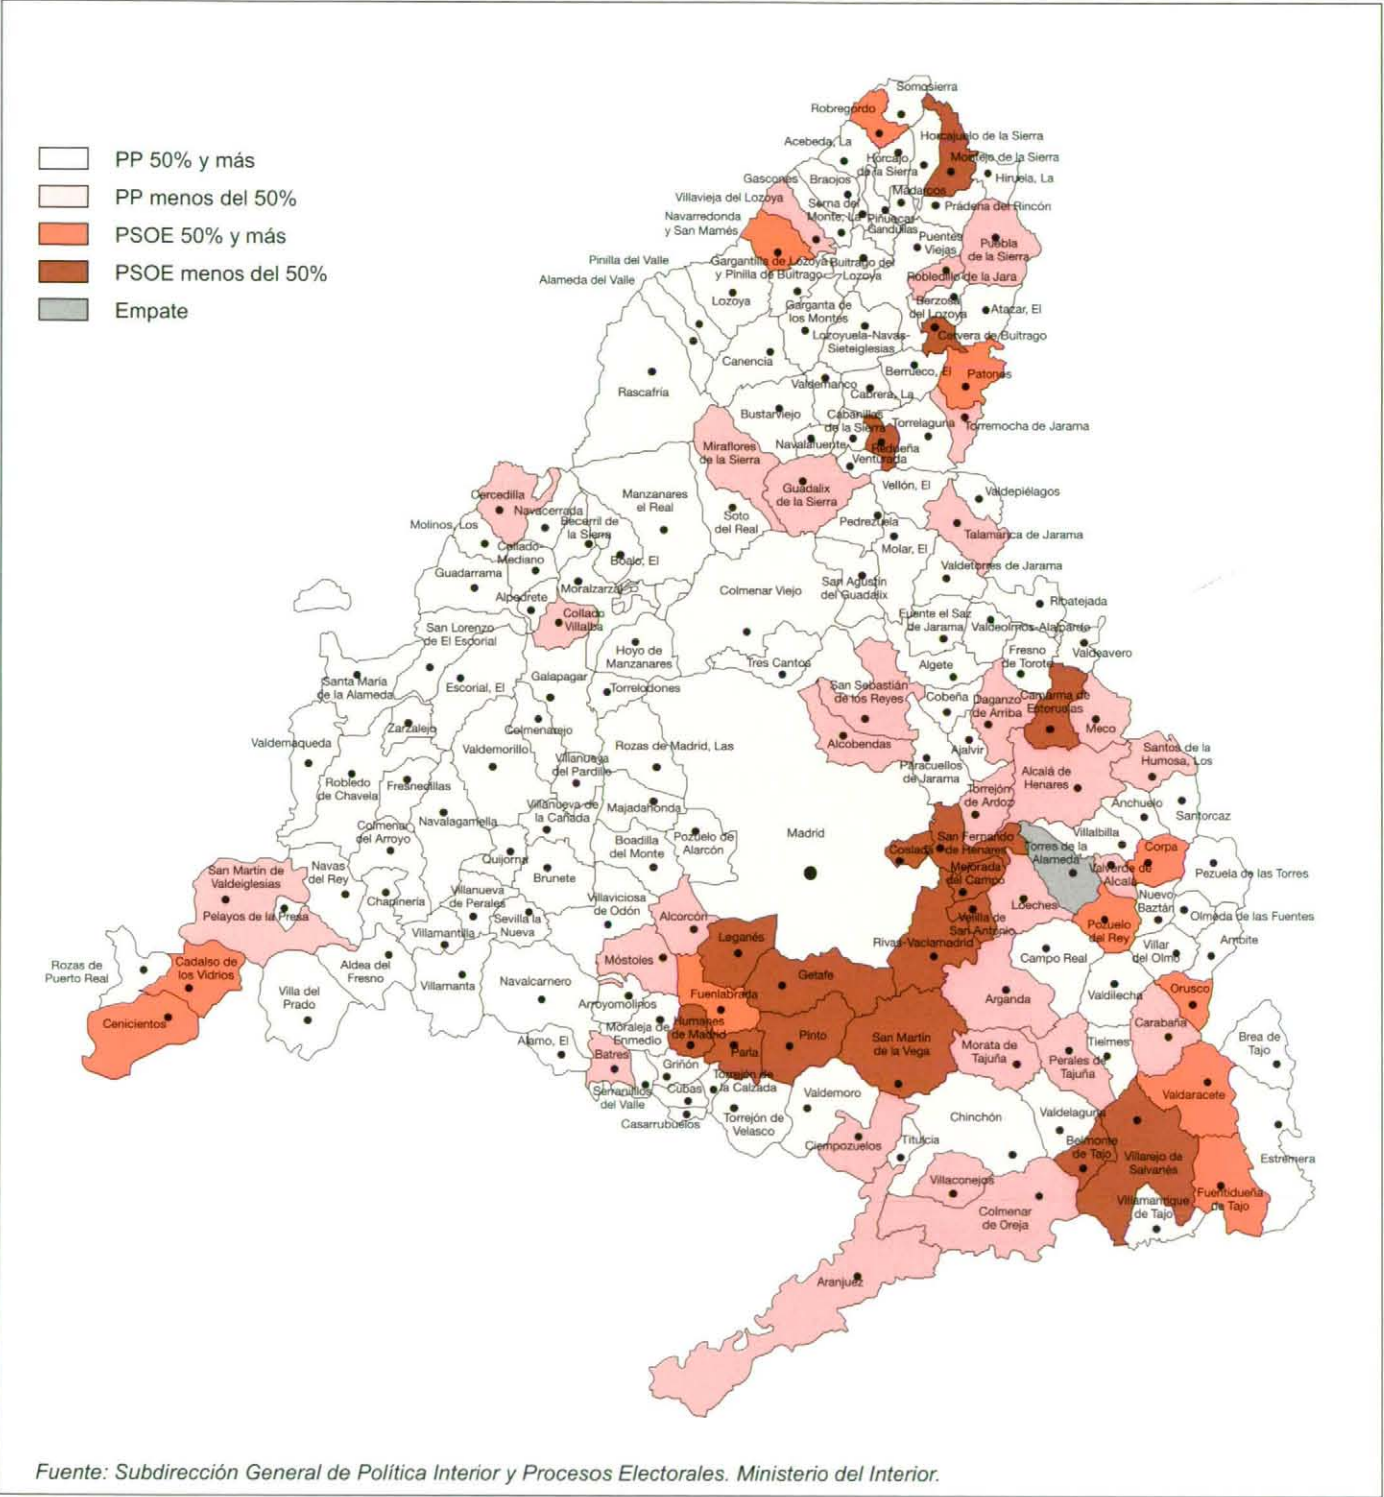 PP 50% y más
PP menos del 50%
PSOE 50% y más
PSOE menos del 50%
Empate
Somosierra
Robregordo
Acebeda, La
Horcajuelo de la Sierra
Horcajo
de la Sierra
Montejo de la Sierra
Hiruela, La
Gascones
Braojos
Madarcos
Prádena del Rincón
Villavieja del Lozoya
Serna del
Monte, La
Piñuecar-
Gandullas
Navarredonda
y San Mamés
Puentes
Viejas
Puebla
de la Sierra
Pinilla del Valle
Gargantilla de Lozoya
y Pinilla de Buitrago
Buitrago del
Lozoya
Robledillo de la Jara
Alameda del Valle
Lozoya
Garganta de
los Montes
Berzosa
del Lozoya
Atazar, El
Lozoyuela-Navas-
Sieteiglesias
Cervera de Buitrago
Canencia
Berrueco, El
Patones
Rascafría
Valdemanco
Cabrera, La
Bustarviejo
Cabanillas
de la Sierra
Torrelaguna
Torremocha de Jarama
Miraflores
de la Sierra
Navalafuente
Redueña
Venturada
Guadalix
de la Sierra
Vellón, El
Valdepiélagos
Cercedilla
Navacerrada
Manzanares
el Real
Soto
del Real
Pedrezuela
Molinos, Los
Becerril de
la Sierra
Talamanca de Jarama
Collado-
Mediano
Boalo, El
Molar, El
Guadarrama
Moralzarzal
Valdetorres de Jarama
Alpedrete
Colmenar Viejo
San Agustín
del Guadalix
Ribatejada
Collado
Villalba
Fuente el Saz
de Jarama
Valdeolmos-Alalpardo
San Lorenzo
de El Escorial
Hoyo de
Manzanares
Tres Cantos
Algete
Fresno
de Torote
Valdeavero
Santa María
de la Alameda
Escorial, El
Galapagar
Torrelodones
San Sebastián
de los Reyes
Cobeña
Daganzo
de Arriba
Camarma de
Esteruelas
Meco
Zarzalejo
Colmenarejo
Valdemaqueda
Valdemorillo
Rozas de Madrid, Las
Alcobendas
Ajalvir
Santos de la
Humosa, Los
Villanueva
del Pardillo
Paracuellos
de Jarama
Robledo
de Chavela
Fresnedillas
Alcalá de
Henares
Torrejón
de Ardoz
Navalagamella
Villanueva de
la Cañada
Majadahonda
Anchuelo
Santorcaz
Colmenar
del Arroyo
Boadilla
del Monte
Pozuelo de
Alarcón
Madrid
San Fernando
de Henares
Coslada
Torres de la
Alameda
Villalbilla
Corpa
Quijorna
Brunete
Mejorada
del Campo
Valverde de
Alcalá
Pezuela de las Torres
San Martín de
Valdeiglesias
Navas
del Rey
Chapinería
Villanueva
de Perales
Sevilla la
Nueva
Villaviciosa
de Odón
Alcorcón
Loeches
Nuevo
Baztán
Pelayos de la Presa
Velilla de
San Antonio
Pozuelo
del Rey
Olmeda de las Fuentes
Villamantilla
Leganés
Rivas-Vaciamadrid
Villar
del Olmo
Ambite
Rozas de
Puerto Real
Cadalso de
los Vidrios
Aldea del
Fresno
Móstoles
Campo Real
Getafe
Villa del
Prado
Villamanta
Navalcarnero
Fuenlabrada
Arganda
Valdilecha
Orusco
Arroyomolinos
Cenicientos
Moraleja de
Enmedio
Humanes
de Madrid
Pinto
San Martín
de la Vega
Carabaña
Álamo, El
Batres
Parla
Morata de
Tajuña
Perales de
Tajuña
Tielmes
Brea de
Tajo
Griñón
Torrejón de
la Calzada
Serranillos
del Valle
Cubas
Casarrubuelos
Torrejón de
Velasco
Valdemoro
Valdaracete
Chinchón
Valdelaguna
Ciempozuelos
Titulcia
Belmonte
de Tajo
Villarejo de
Salvanés
Estremera
Villaconejos
Colmenar
de Oreja
Villamanrique
de Tajo
Fuentidueña
de Tajo
Aranjuez
Fuente: Subdirección General de Política Interior y Procesos Electorales. Ministerio del Interior.